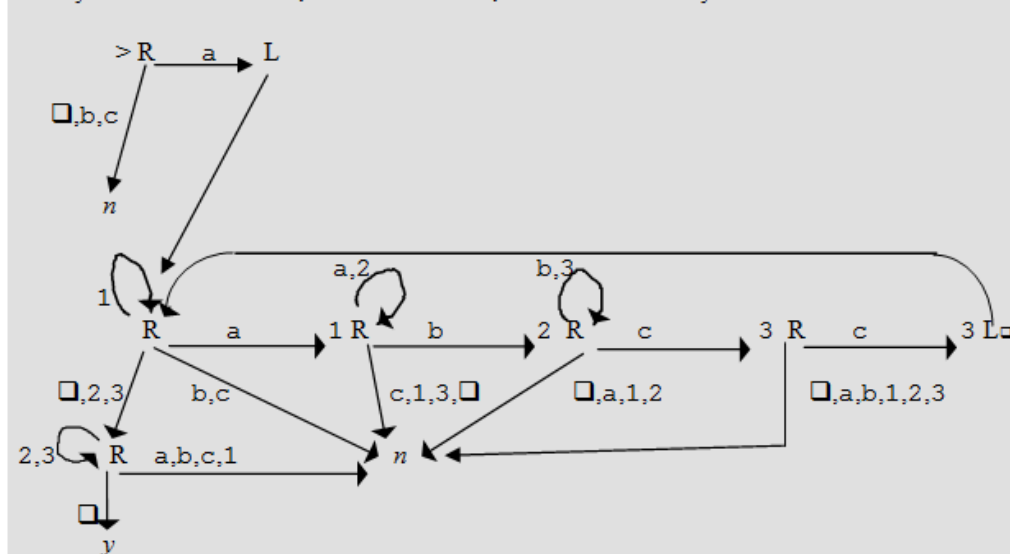 > R a L
❑,b,c
n
a,2 b,3
1
R a 1 R b 2 R c 3 R c 3 L□
❑,2,3 b,c c,1,3,❑ ❑,a,1,2 ❑,a,b,1,2,3
2,3 R a,b,c,1 n
❑
y